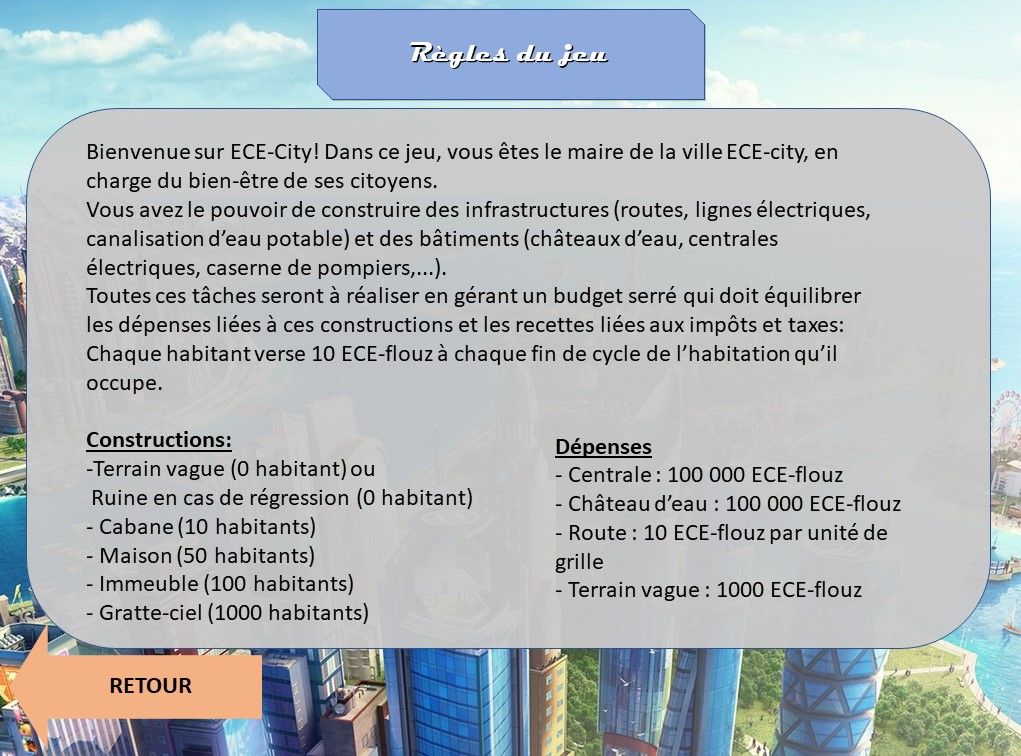 Règles du jeu
Bienvenue sur ECE-City! Dans ce jeu, vous êtes le maire de la ville ECE-city, en
charge du bien-être de ses citoyens.
Vous avez le pouvoir de construire des infrastructures (routes, lignes électriques,
canalisation d’eau potable) et des bâtiments (châteaux d’eau, centrales
électriques, caserne de pompiers,...).
Toutes ces tâches seront à réaliser en gérant un budget serré qui doit équilibrer
les dépenses liées à ces constructions et les recettes liées aux impôts et taxes:
Chaque habitant verse 10 ECE-flouz à chaque fin de cycle de l’habitation qu’il
occupe.
Constructions:
-Terrain vague (0 habitant) ou
Ruine en cas de régression (0 habitant)
- Cabane (10 habitants)
- Maison (50 habitants)
- Immeuble (100 habitants)
- Gratte-ciel (1000 habitants)
Dépenses
- Centrale : 100 000 ECE-flouz
- Château d’eau : 100 000 ECE-flouz
- Route : 10 ECE-flouz par unité de
grille
- Terrain vague : 1000 ECE-flouz
RETOUR